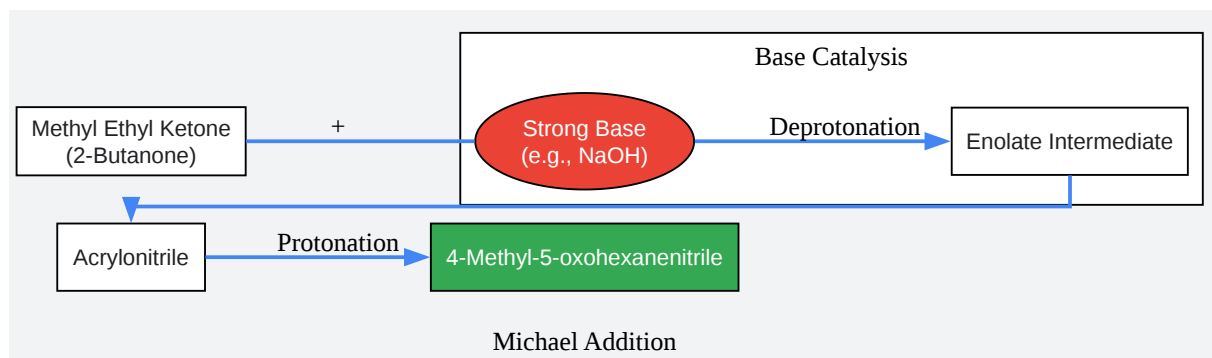 Base Catalysis
Methyl Ethyl Ketone
(2-Butanone)
+
Strong Base
(e.g., NaOH)
Deprotonation
Enolate Intermediate
Acrylonitrile
Protonation
4-Methyl-5-oxohexanenitrile
Michael Addition